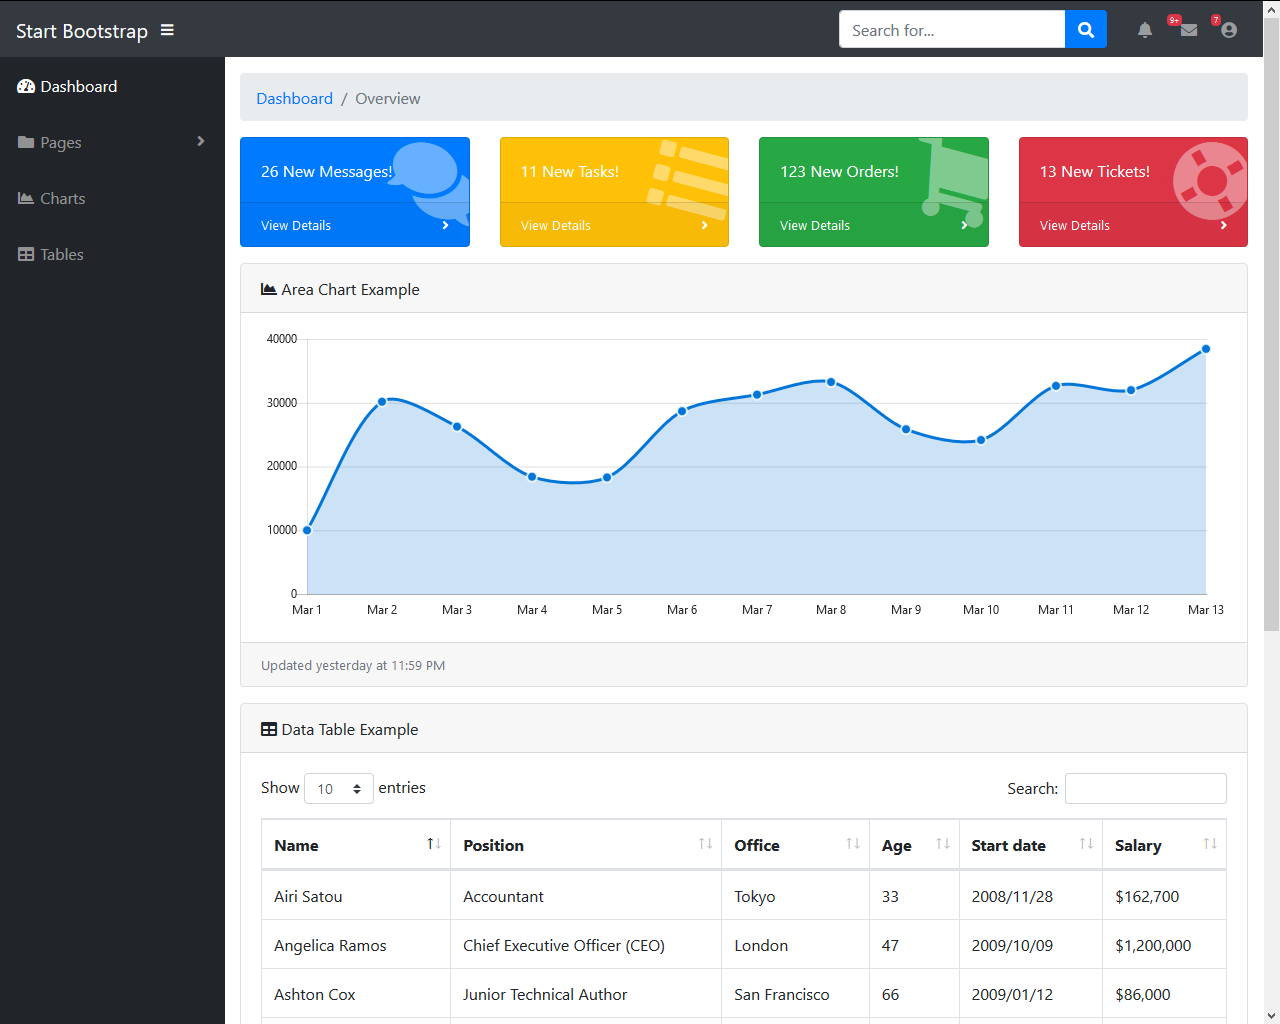 Start Bootstrap
Search for...
9+
7
Dashboard
Pages
Charts
Tables
Dashboard / Overview
26 New Messages!
View Details
11 New Tasks!
View Details
123 New Orders!
View Details
13 New Tickets!
View Details
Area Chart Example
40000
30000
20000
10000
0
Mar 1 Mar 2 Mar 3 Mar 4 Mar 5 Mar 6 Mar 7 Mar 8 Mar 9 Mar 10 Mar 11 Mar 12 Mar 13
Updated yesterday at 11:59 PM
Data Table Example
Show 10 entries Search:
Name Position Office Age Start date Salary
Airi Satou Accountant Tokyo 33 2008/11/28 $162,700
Angelica Ramos Chief Executive Officer (CEO) London 47 2009/10/09 $1,200,000
Ashton Cox Junior Technical Author San Francisco 66 2009/01/12 $86,000